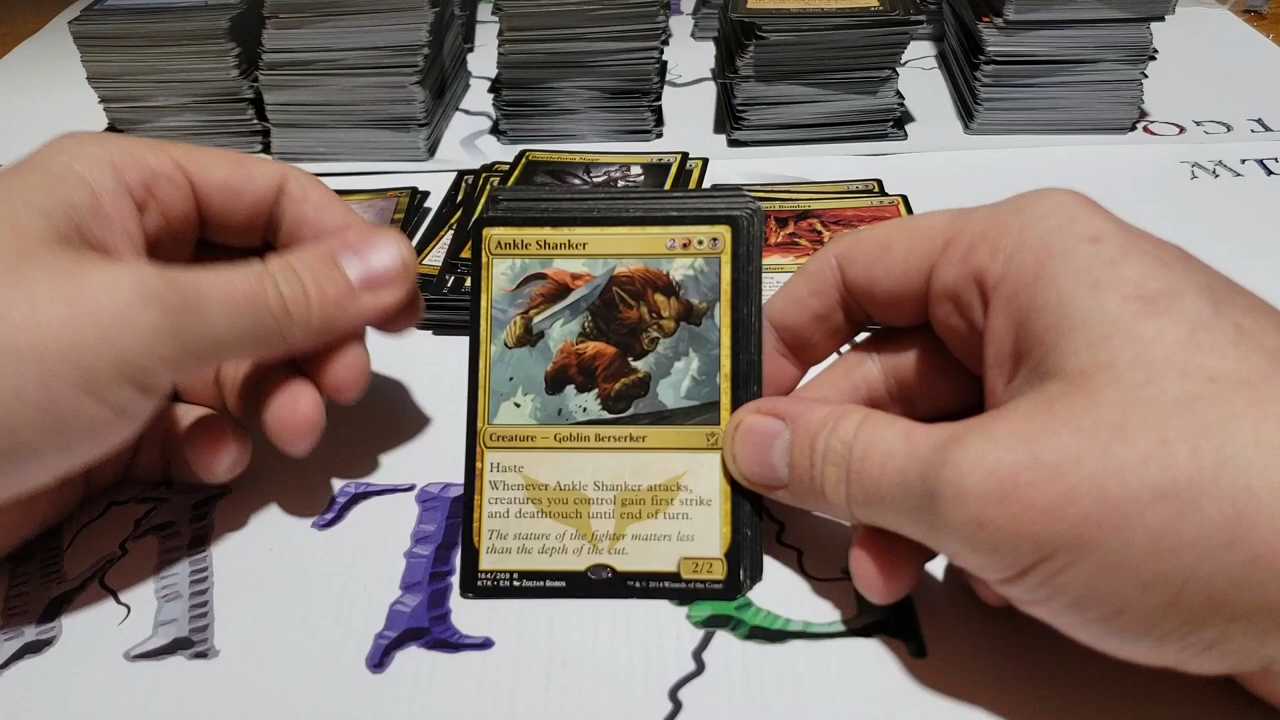 Beetleform Mage
Ankle Shanker
2
Creature — Goblin Berserker
Haste
Whenever Ankle Shanker attacks,
creatures you control gain first strike
and deathtouch until end of turn.
The stature of the fighter matters less
than the depth of the cut.
2/2
164/269 R
KTK • EN Zoltan Boros
™ & © 2014 Wizards of the Coast
Bomber